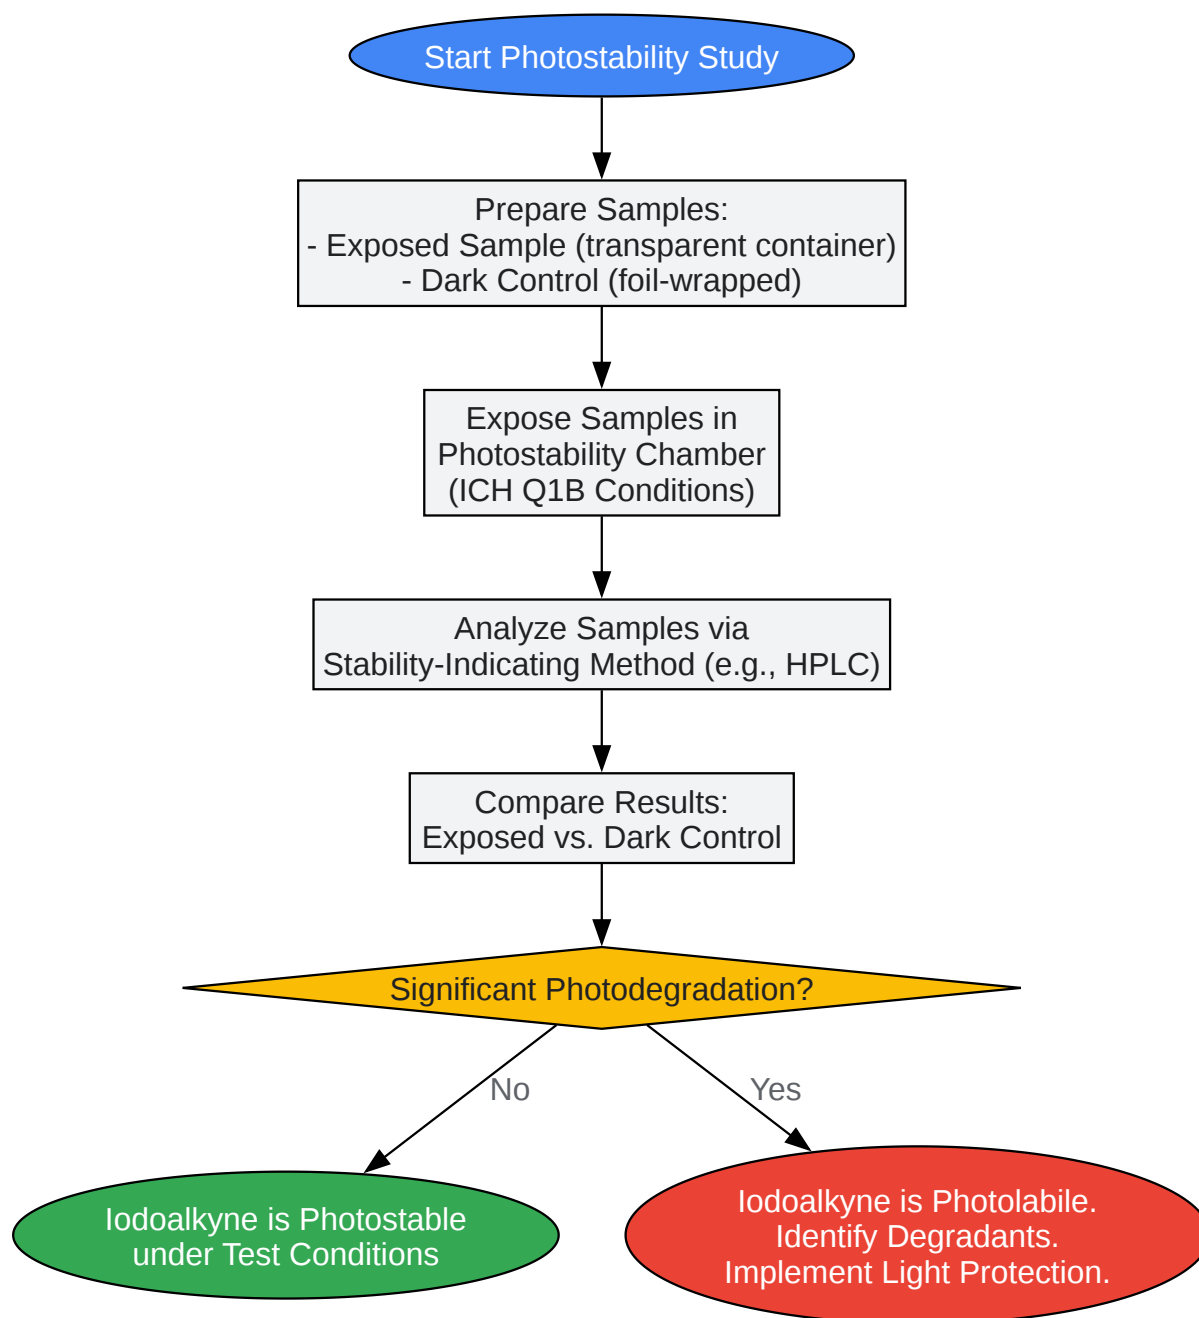 Start Photostability Study
Prepare Samples:
- Exposed Sample (transparent container)
- Dark Control (foil-wrapped)
Expose Samples in
Photostability Chamber
(ICH Q1B Conditions)
Analyze Samples via
Stability-Indicating Method (e.g., HPLC)
Compare Results:
Exposed vs. Dark Control
Significant Photodegradation?
No
Yes
Iodoalkyne is Photostable
under Test Conditions
Iodoalkyne is Photolabile.
Identify Degradants.
Implement Light Protection.